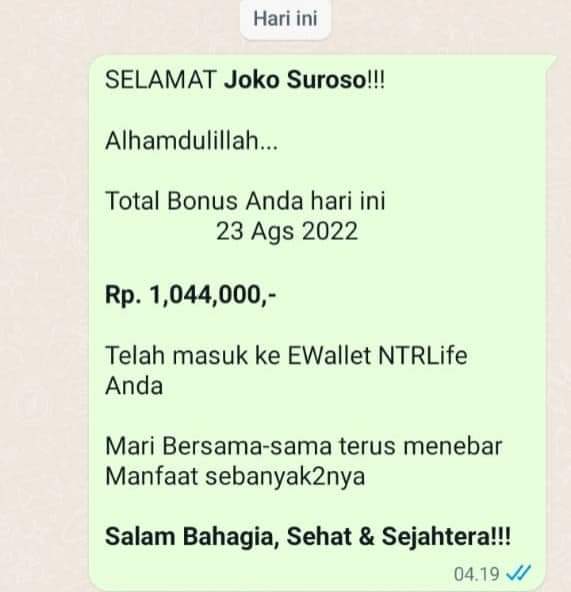 Hari ini
SELAMAT Joko Suroso!!!
Alhamdulillah...
Total Bonus Anda hari ini
23 Ags 2022
Rp. 1,044,000,-
Telah masuk ke EWallet NTRLife
Anda
Mari Bersama-sama terus menebar
Manfaat sebanyak2nya
Salam Bahagia, Sehat & Sejahtera!!!
04.19